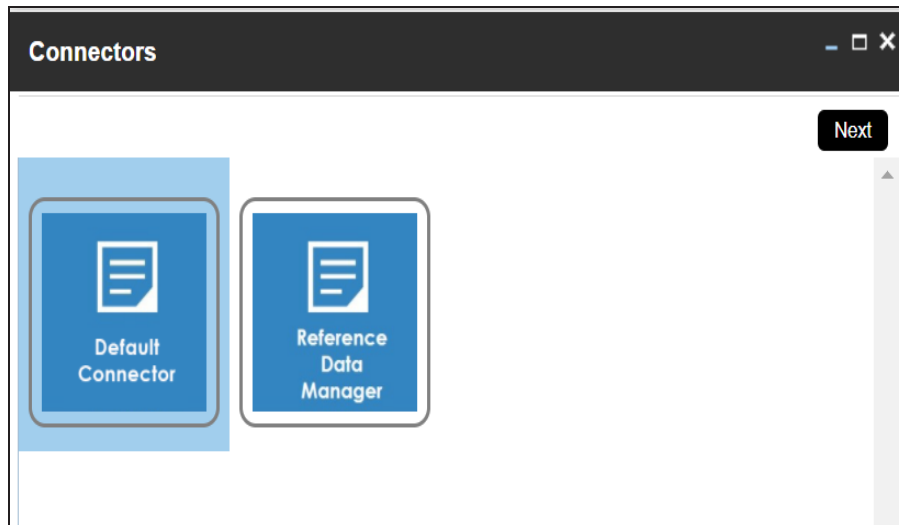 Connectors
Next
Default
Connector
Reference
Data
Manager